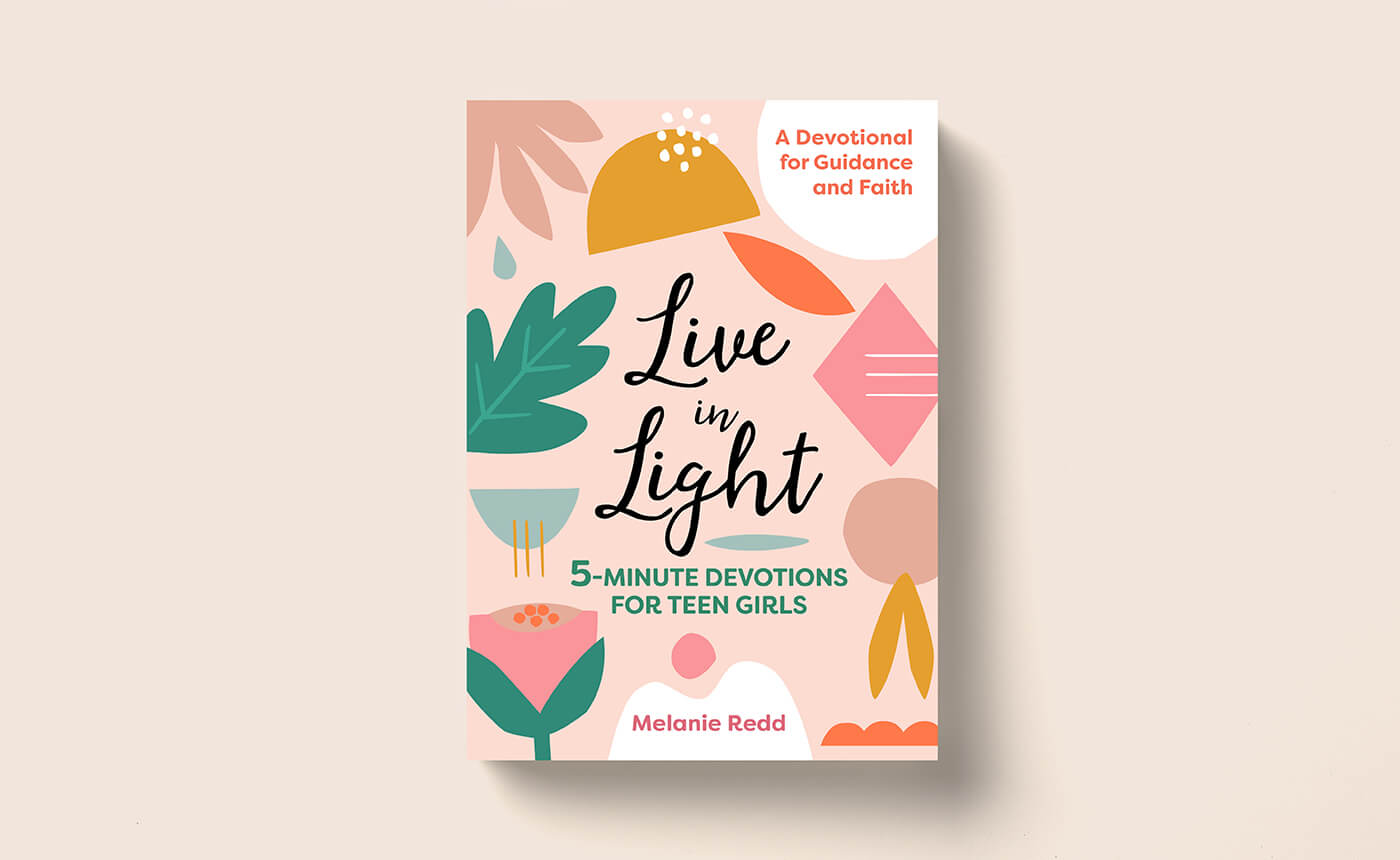 A Devotional
for Guidance
and Faith
Live
in
Light
5-MINUTE DEVOTIONS
FOR TEEN GIRLS
Melanie Redd